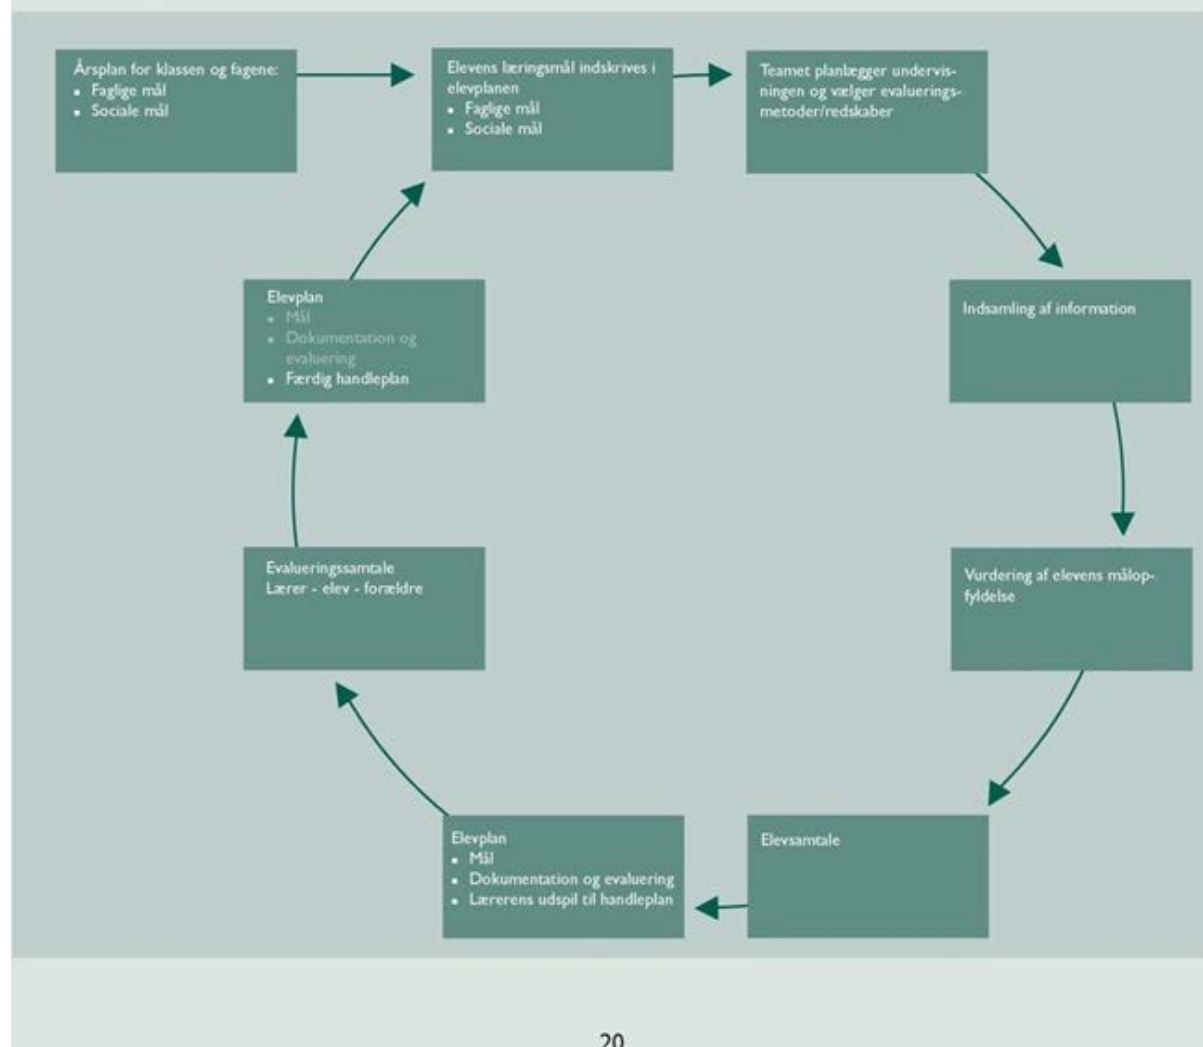 Årsplan for klassen og fagene:
▪ Faglige mål
▪ Sociale mål
Elevens læringsmål indskrives i
elevplanen
▪ Faglige mål
▪ Sociale mål
Teamet planlægger undervis-
ningen og vælger evaluerings-
metoder/redskaber
Indsamling af information
Vurdering af elevens målop-
fyldelse
Elevsamtale
Elevplan
▪ Mål
▪ Dokumentation og evaluering
▪ Lærerens udspil til handleplan
Evalueringssamtale
Lærer - elev - forældre
Elevplan
▪ Mål
▪ Dokumentation og
evaluering
▪ Færdig handleplan
20